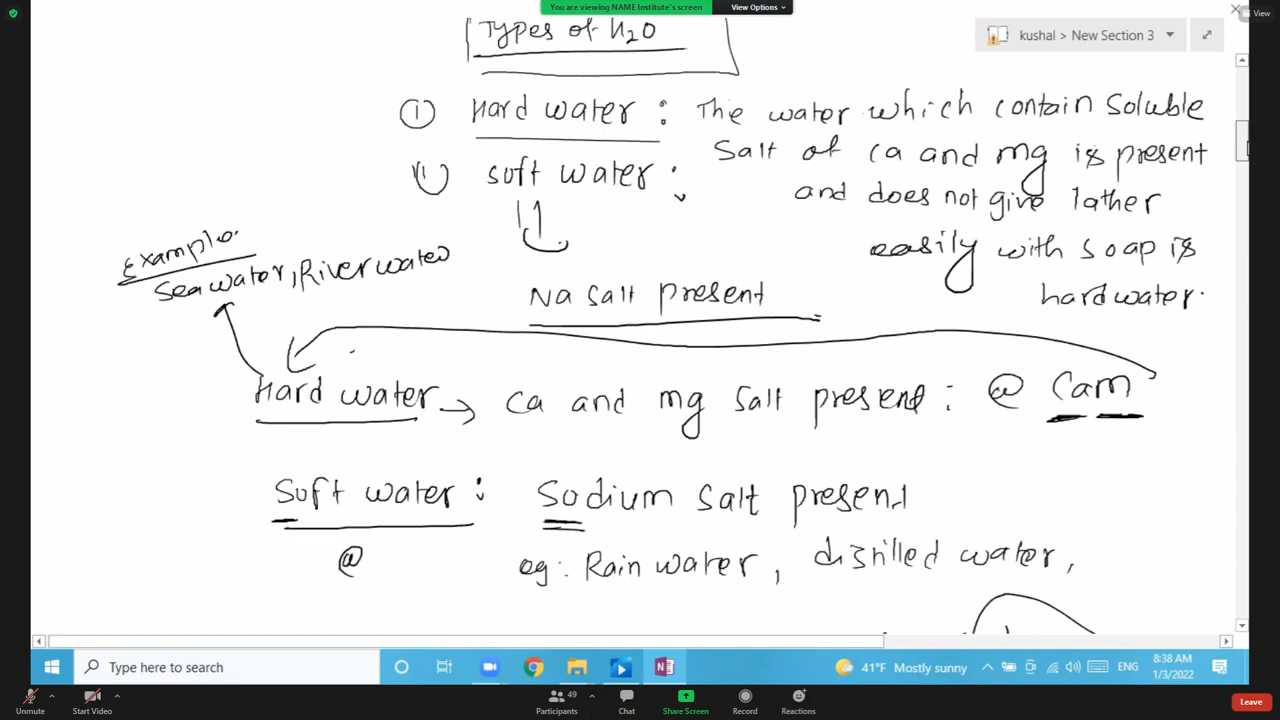 You are viewing NAME Institute's screen
View Options
View
kushal > New Section 3
Types of H2O
① Hard water : The water which contain soluble
salt of ca and mg is present
and does not give lather
easily with soap is
hardwater.
soft water :
Example.
Sea water, River water
Na salt present
Hard water → ca and mg salt present : @ Cam
Soft water : Sodium salt present
@
eg:. Rain water, distilled water,
Type here to search
41°F Mostly sunny
ENG
8:38 AM
1/3/2022
Unmute
Start Video
Participants
49
Chat
Share Screen
Record
Reactions
Leave